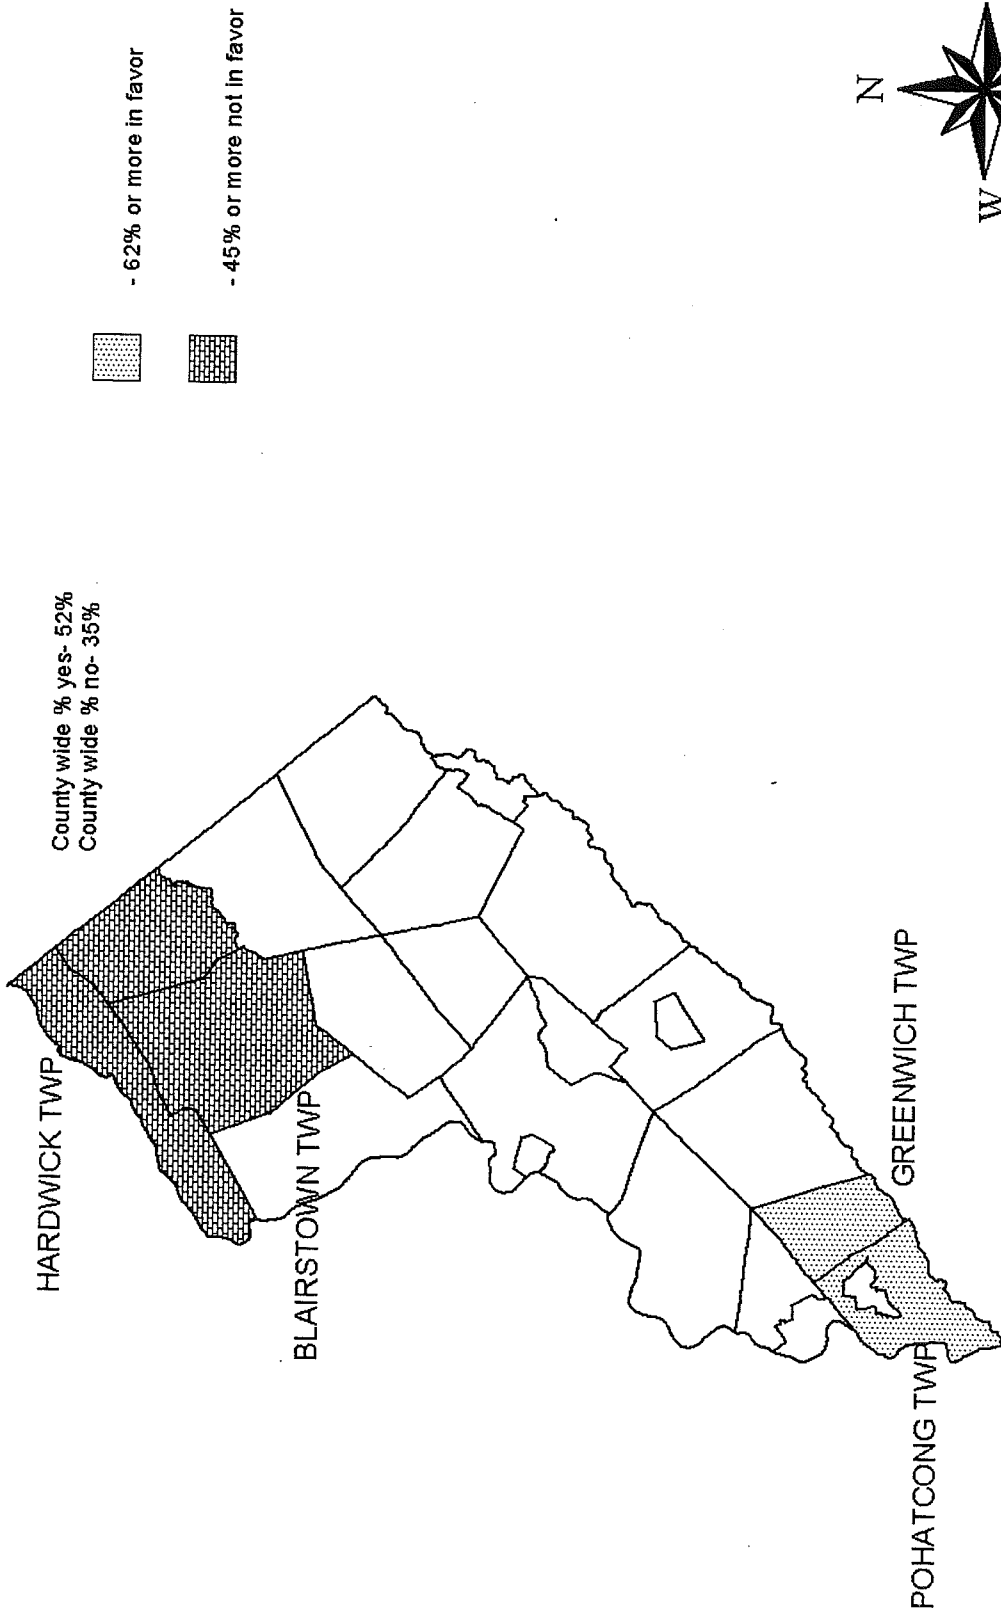 County wide % yes- 52%
County wide % no- 35%
- 62% or more in favor
- 45% or more not in favor
HARDWICK TWP
BLAIRSTOWN TWP
GREENWICH TWP
POHATCONG TWP
N
W